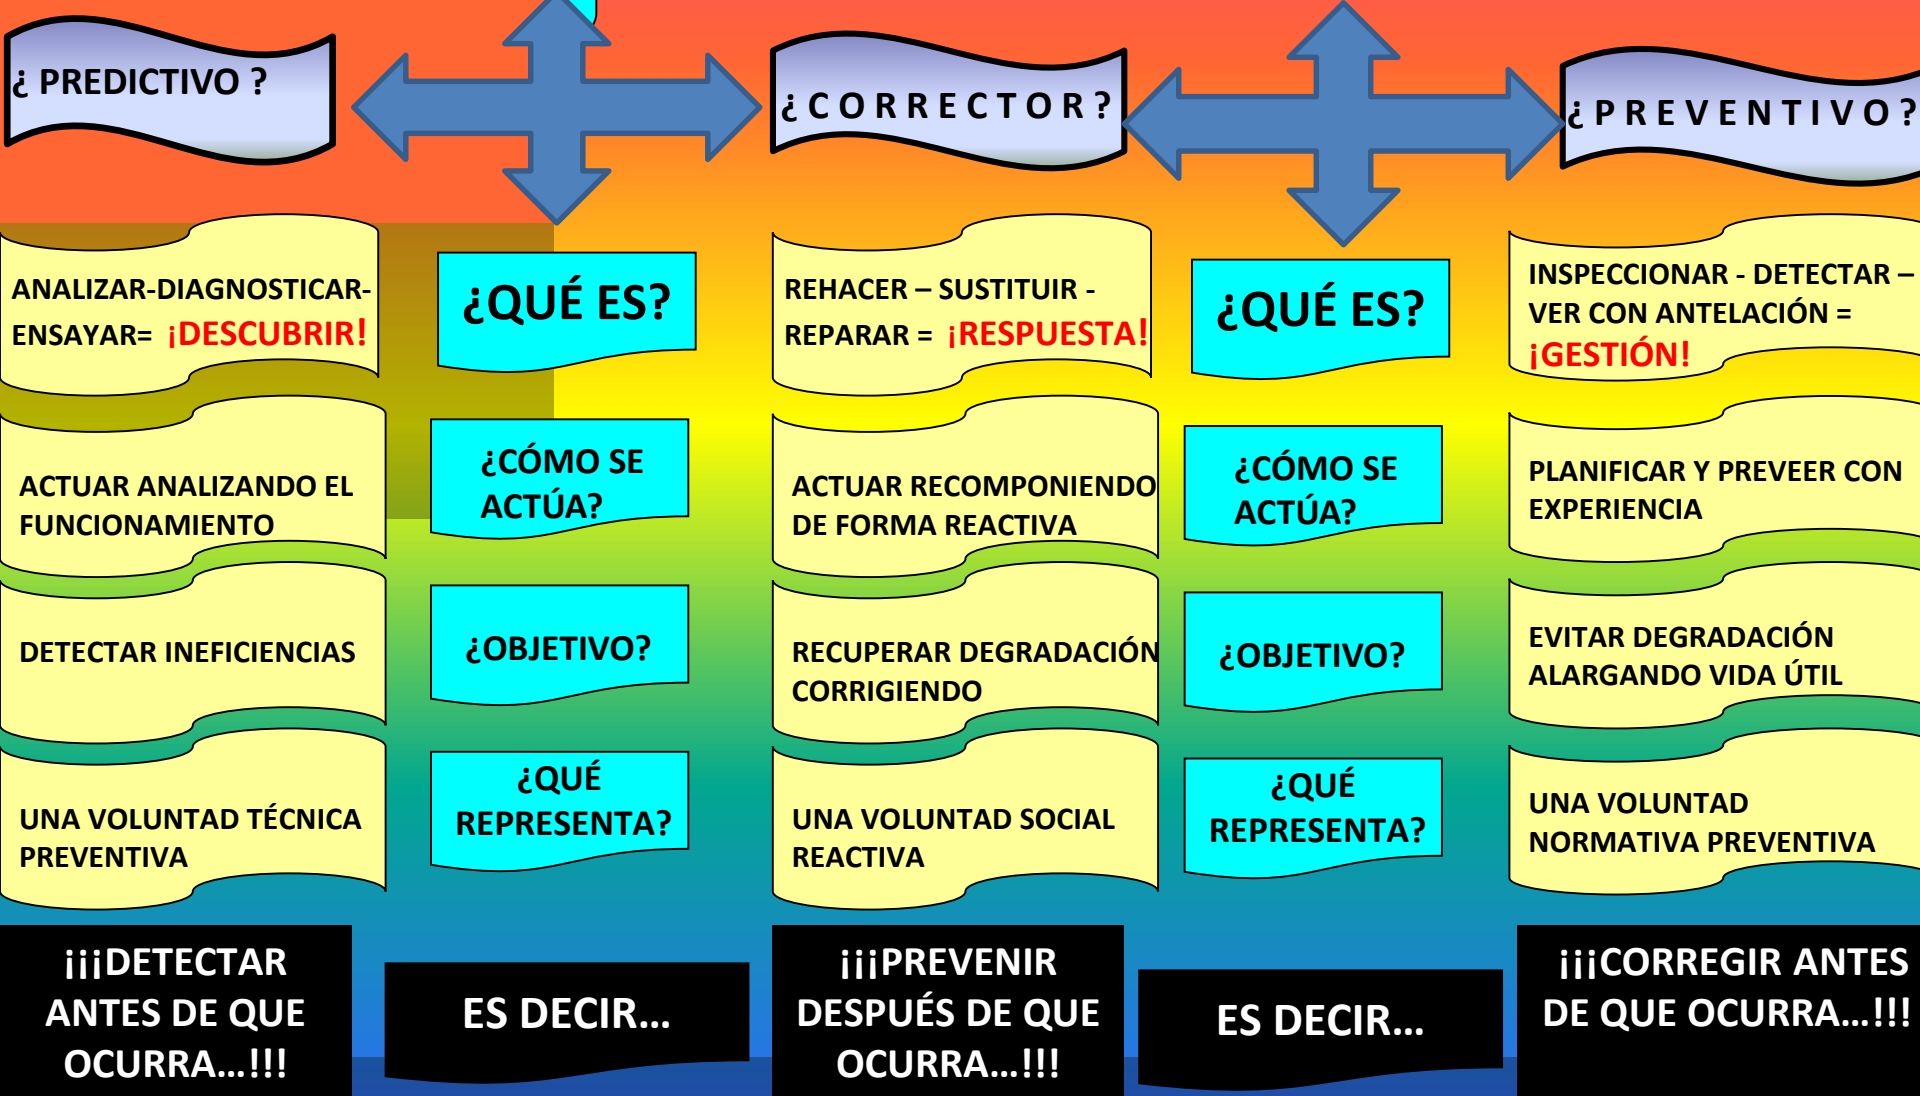 ¿ PREDICTIVO ?
¿ C O R R E C T O R ?
¿ P R E V E N T I V O ?
ANALIZAR-DIAGNOSTICAR-
ENSAYAR= ¡DESCUBRIR!
¿QUÉ ES?
REHACER – SUSTITUIR -
REPARAR = ¡RESPUESTA!
¿QUÉ ES?
INSPECCIONAR - DETECTAR –
VER CON ANTELACIÓN =
¡GESTIÓN!
ACTUAR ANALIZANDO EL
FUNCIONAMIENTO
¿CÓMO SE
ACTÚA?
ACTUAR RECOMPONIENDO
DE FORMA REACTIVA
¿CÓMO SE
ACTÚA?
PLANIFICAR Y PREVEER CON
EXPERIENCIA
DETECTAR INEFICIENCIAS
¿OBJETIVO?
RECUPERAR DEGRADACIÓN
CORRIGIENDO
¿OBJETIVO?
EVITAR DEGRADACIÓN
ALARGANDO VIDA ÚTIL
UNA VOLUNTAD TÉCNICA
PREVENTIVA
¿QUÉ
REPRESENTA?
UNA VOLUNTAD SOCIAL
REACTIVA
¿QUÉ
REPRESENTA?
UNA VOLUNTAD
NORMATIVA PREVENTIVA
¡¡¡DETECTAR
ANTES DE QUE
OCURRA...!!!
ES DECIR...
¡¡¡PREVENIR
DESPUÉS DE QUE
OCURRA...!!!
ES DECIR...
¡¡¡CORREGIR ANTES
DE QUE OCURRA...!!!